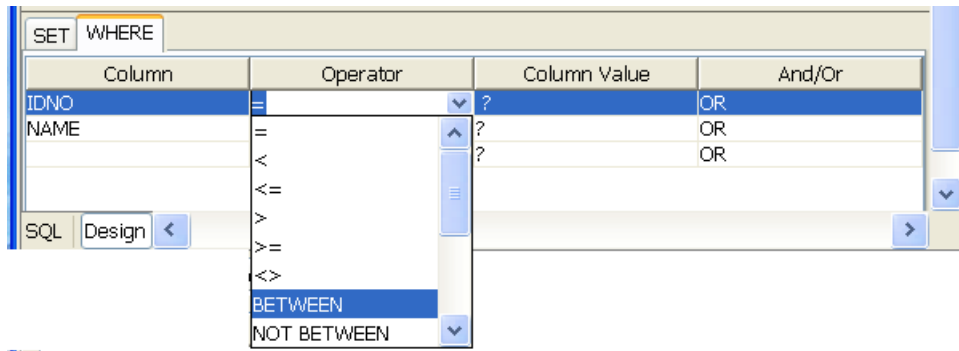 SET WHERE
Column Operator Column Value And/Or
IDNO = ? OR
NAME = ? OR
< ? OR
<=
>
>=
<>
BETWEEN
NOT BETWEEN
SQL Design